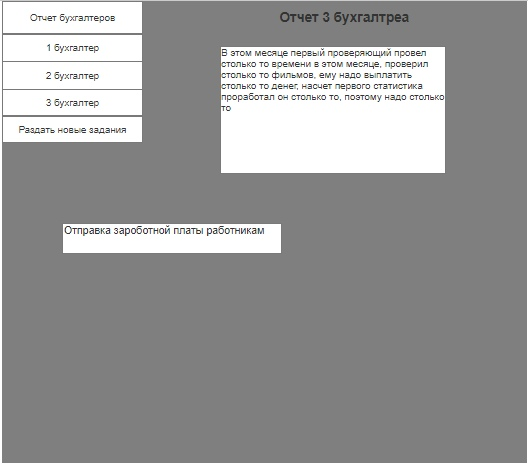 Отчет бухгалтеров
1 бухгалтер
2 бухгалтер
3 бухгалтер
Раздать новые задания
Отчет 3 бухгалтреа
В этом месяце первый проверяющий провел
столько то времени в этом месяце, проверил
столько то фильмов, ему надо выплатить
столько то денег, насчет первого статистика
проработал он столько то, поэтому надо столько
то
Отправка зароботной платы работникам